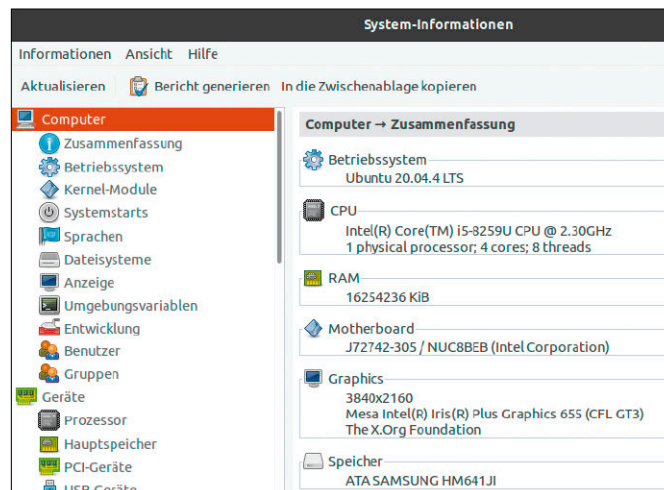 System-Informationen
Informationen Ansicht Hilfe
Aktualisieren Bericht generieren In die Zwischenablage kopieren
Computer
Zusammenfassung
Betriebssystem
Kernel-Module
Systemstarts
Sprachen
Dateisysteme
Anzeige
Umgebungsvariablen
Entwicklung
Benutzer
Gruppen
Geräte
Prozessor
Hauptspeicher
PCI-Geräte
USB-Geräte
Computer → Zusammenfassung
Betriebssystem
Ubuntu 20.04.4 LTS
CPU
Intel(R) Core(TM) i5-8259U CPU @ 2.30GHz
1 physical processor; 4 cores; 8 threads
RAM
16254236 KiB
Motherboard
J72742-305 / NUC8BEB (Intel Corporation)
Graphics
3840x2160
Mesa Intel(R) Iris(R) Plus Graphics 655 (CFL GT3)
The X.Org Foundation
Speicher
ATA SAMSUNG HM641JI